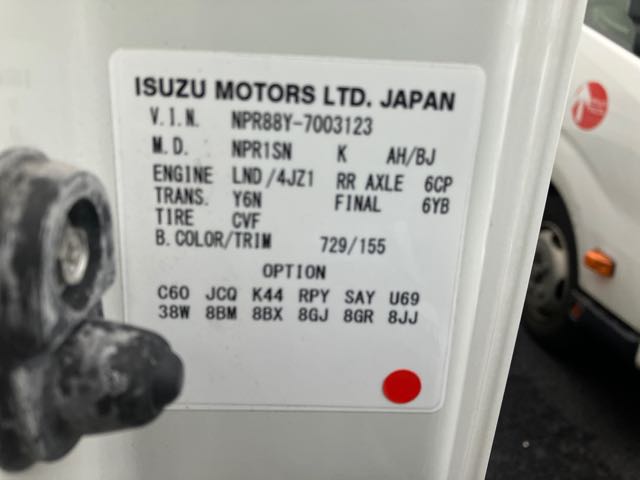 ISUZU MOTORS LTD. JAPAN
V.I.N. NPR88Y-7003123
M.D. NPR1SN K AH/BJ
ENGINE LND/4JZ1 RR AXLE 6CP
TRANS. Y6N FINAL 6YB
TIRE CVF
B.COLOR/TRIM 729/155
OPTION
C60 JCQ K44 RPY SAY U69
38W 8BM 8BX 8GJ 8GR 8JJ